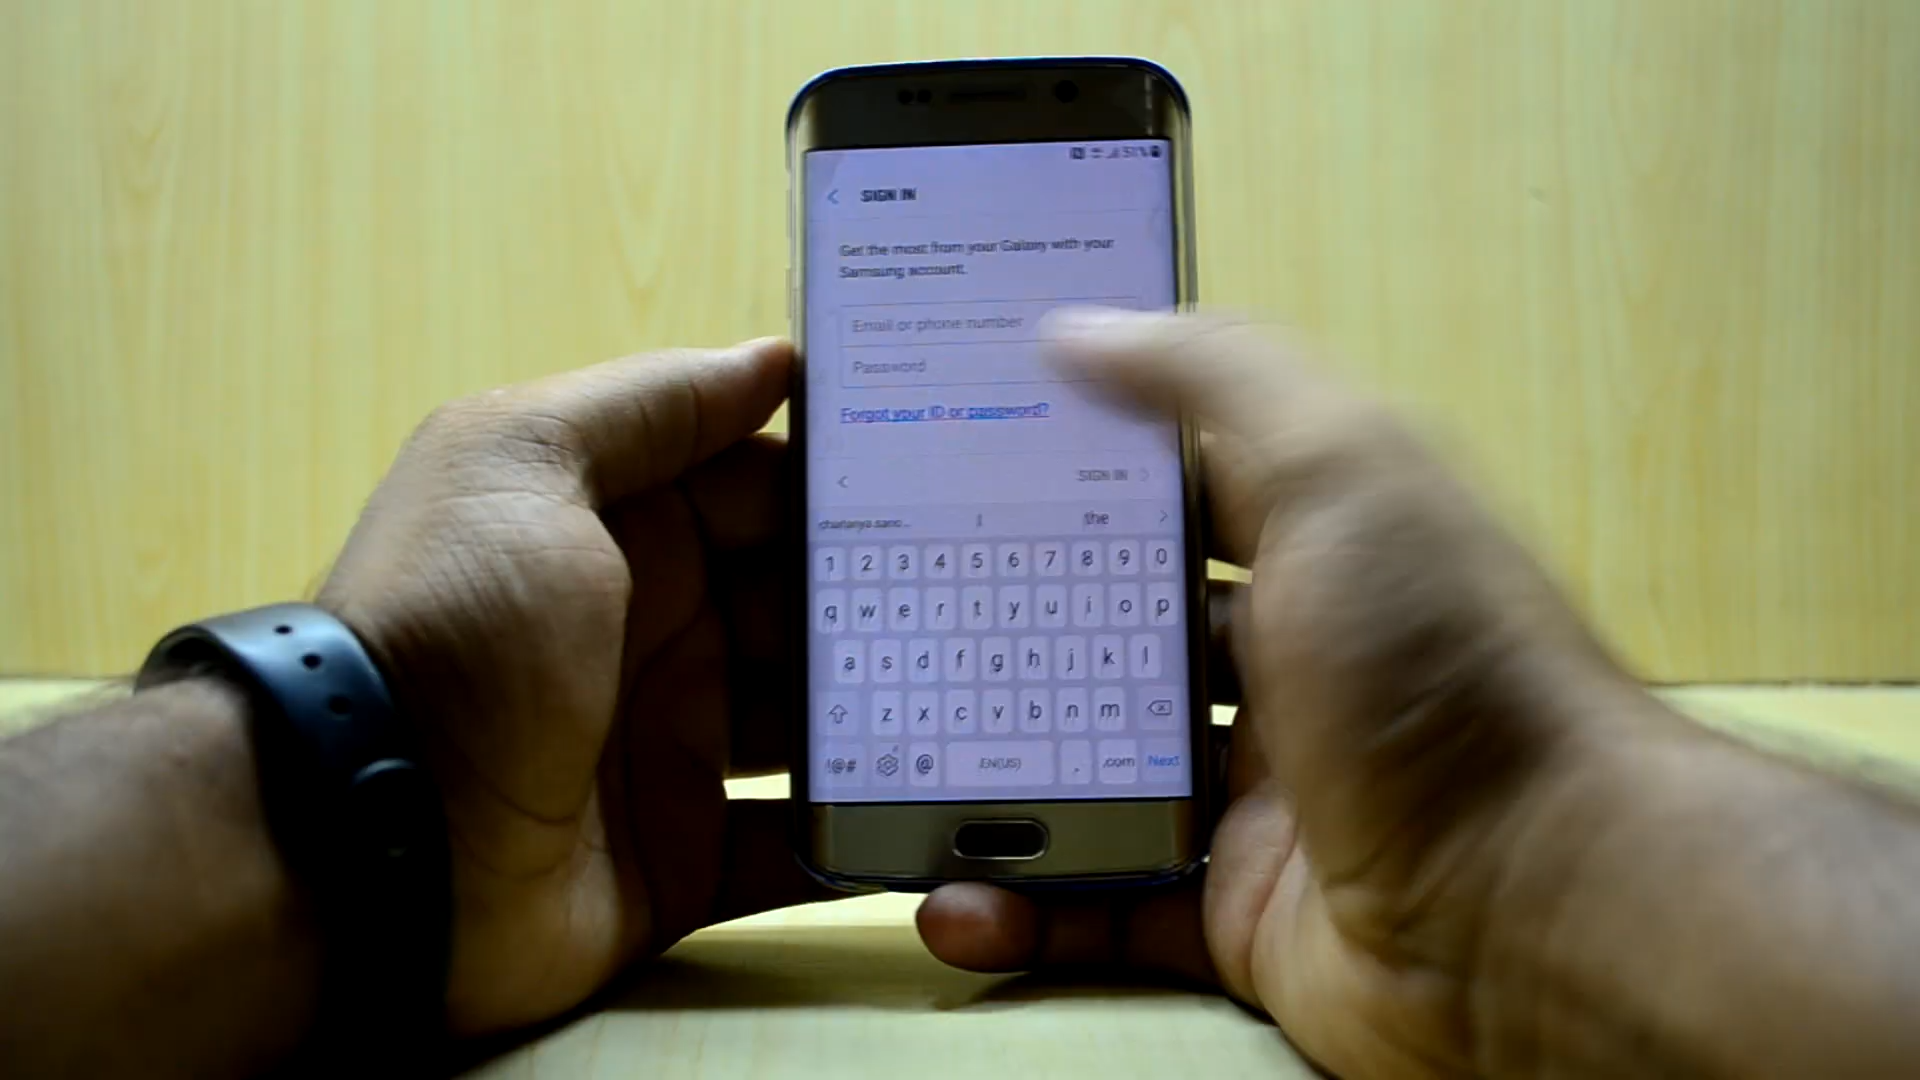 51%
SIGN IN
Get the most from your Galaxy with your
Samsung account.
Email or phone number
Password
Forgot your ID or password?
SIGN IN
I the
1 2 3 4 5 6 7 8 9 0
q w e r t y u i o p
a s d f g h j k l
z x c v b n m
!@# @ EN(US) . .com Next